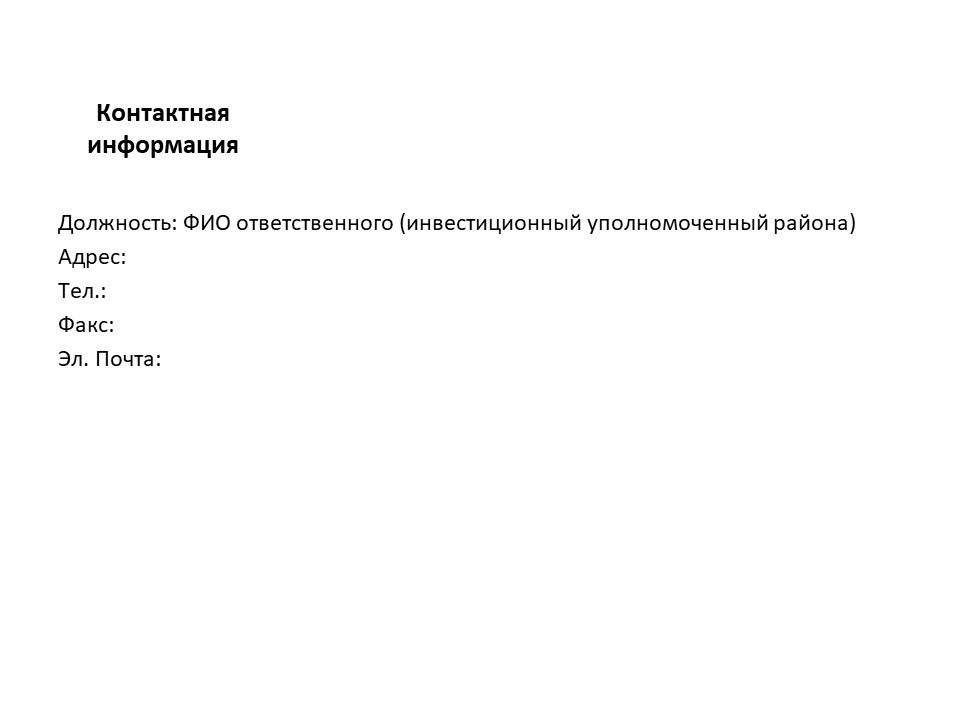 Контактная
информация
Должность: ФИО ответственного (инвестиционный уполномоченный района)
Адрес:
Тел.:
Факс:
Эл. Почта: